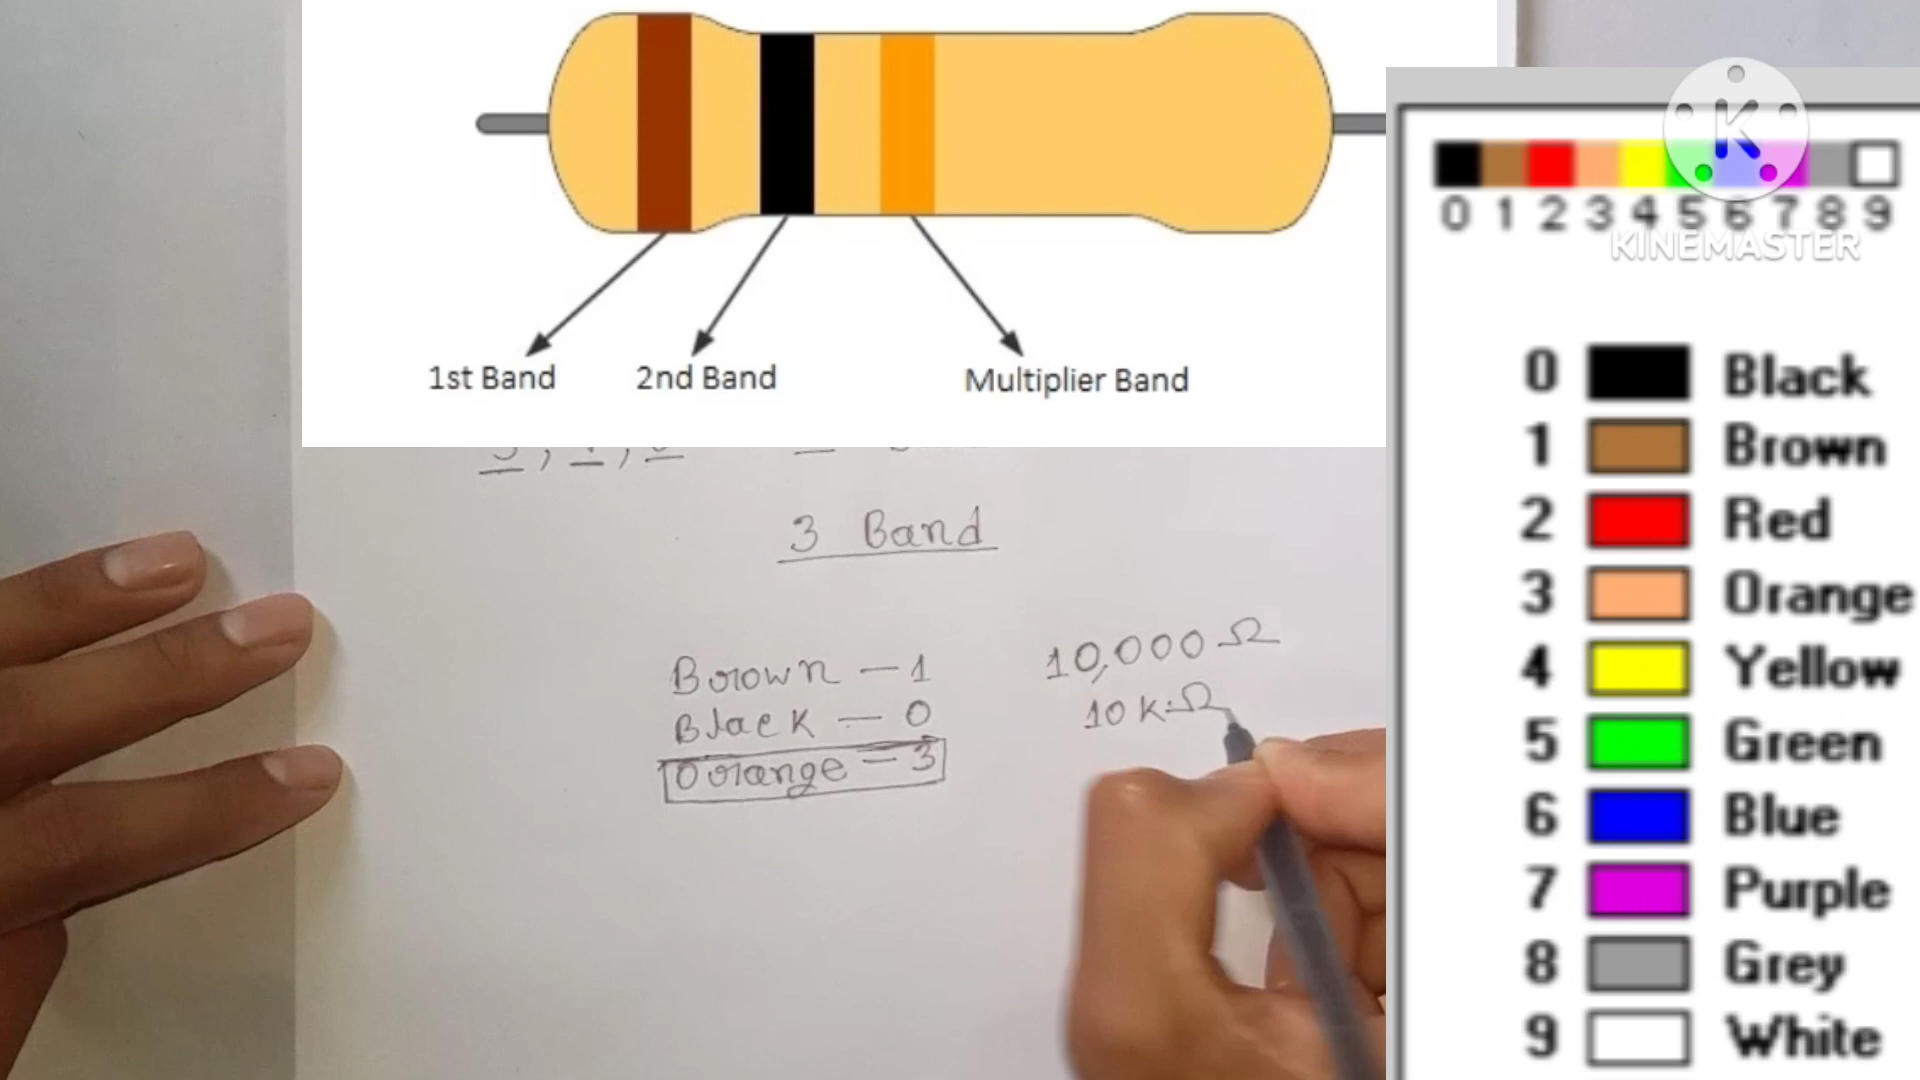 1st Band 2nd Band Multiplier Band
3 Band
Brown — 1
Black — 0
Orange — 3
10,000 Ω
10 K.Ω
0 1 2 3 4 5 6 7 8 9
KINEMASTER
0 Black
1 Brown
2 Red
3 Orange
4 Yellow
5 Green
6 Blue
7 Purple
8 Grey
9 White